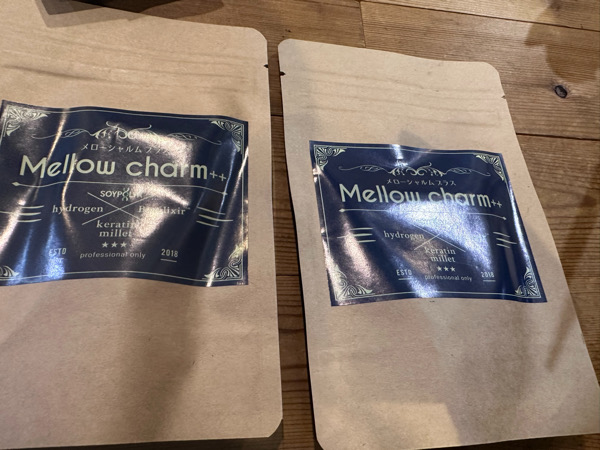 メローシャルム プラス
Mellow charm++
hydrogen
keratin
millet
ESTD
2018
professional only
メローシャルム プラス
Mellow charm++
hydrogen
keratin
millet
ESTD
2018
professional only